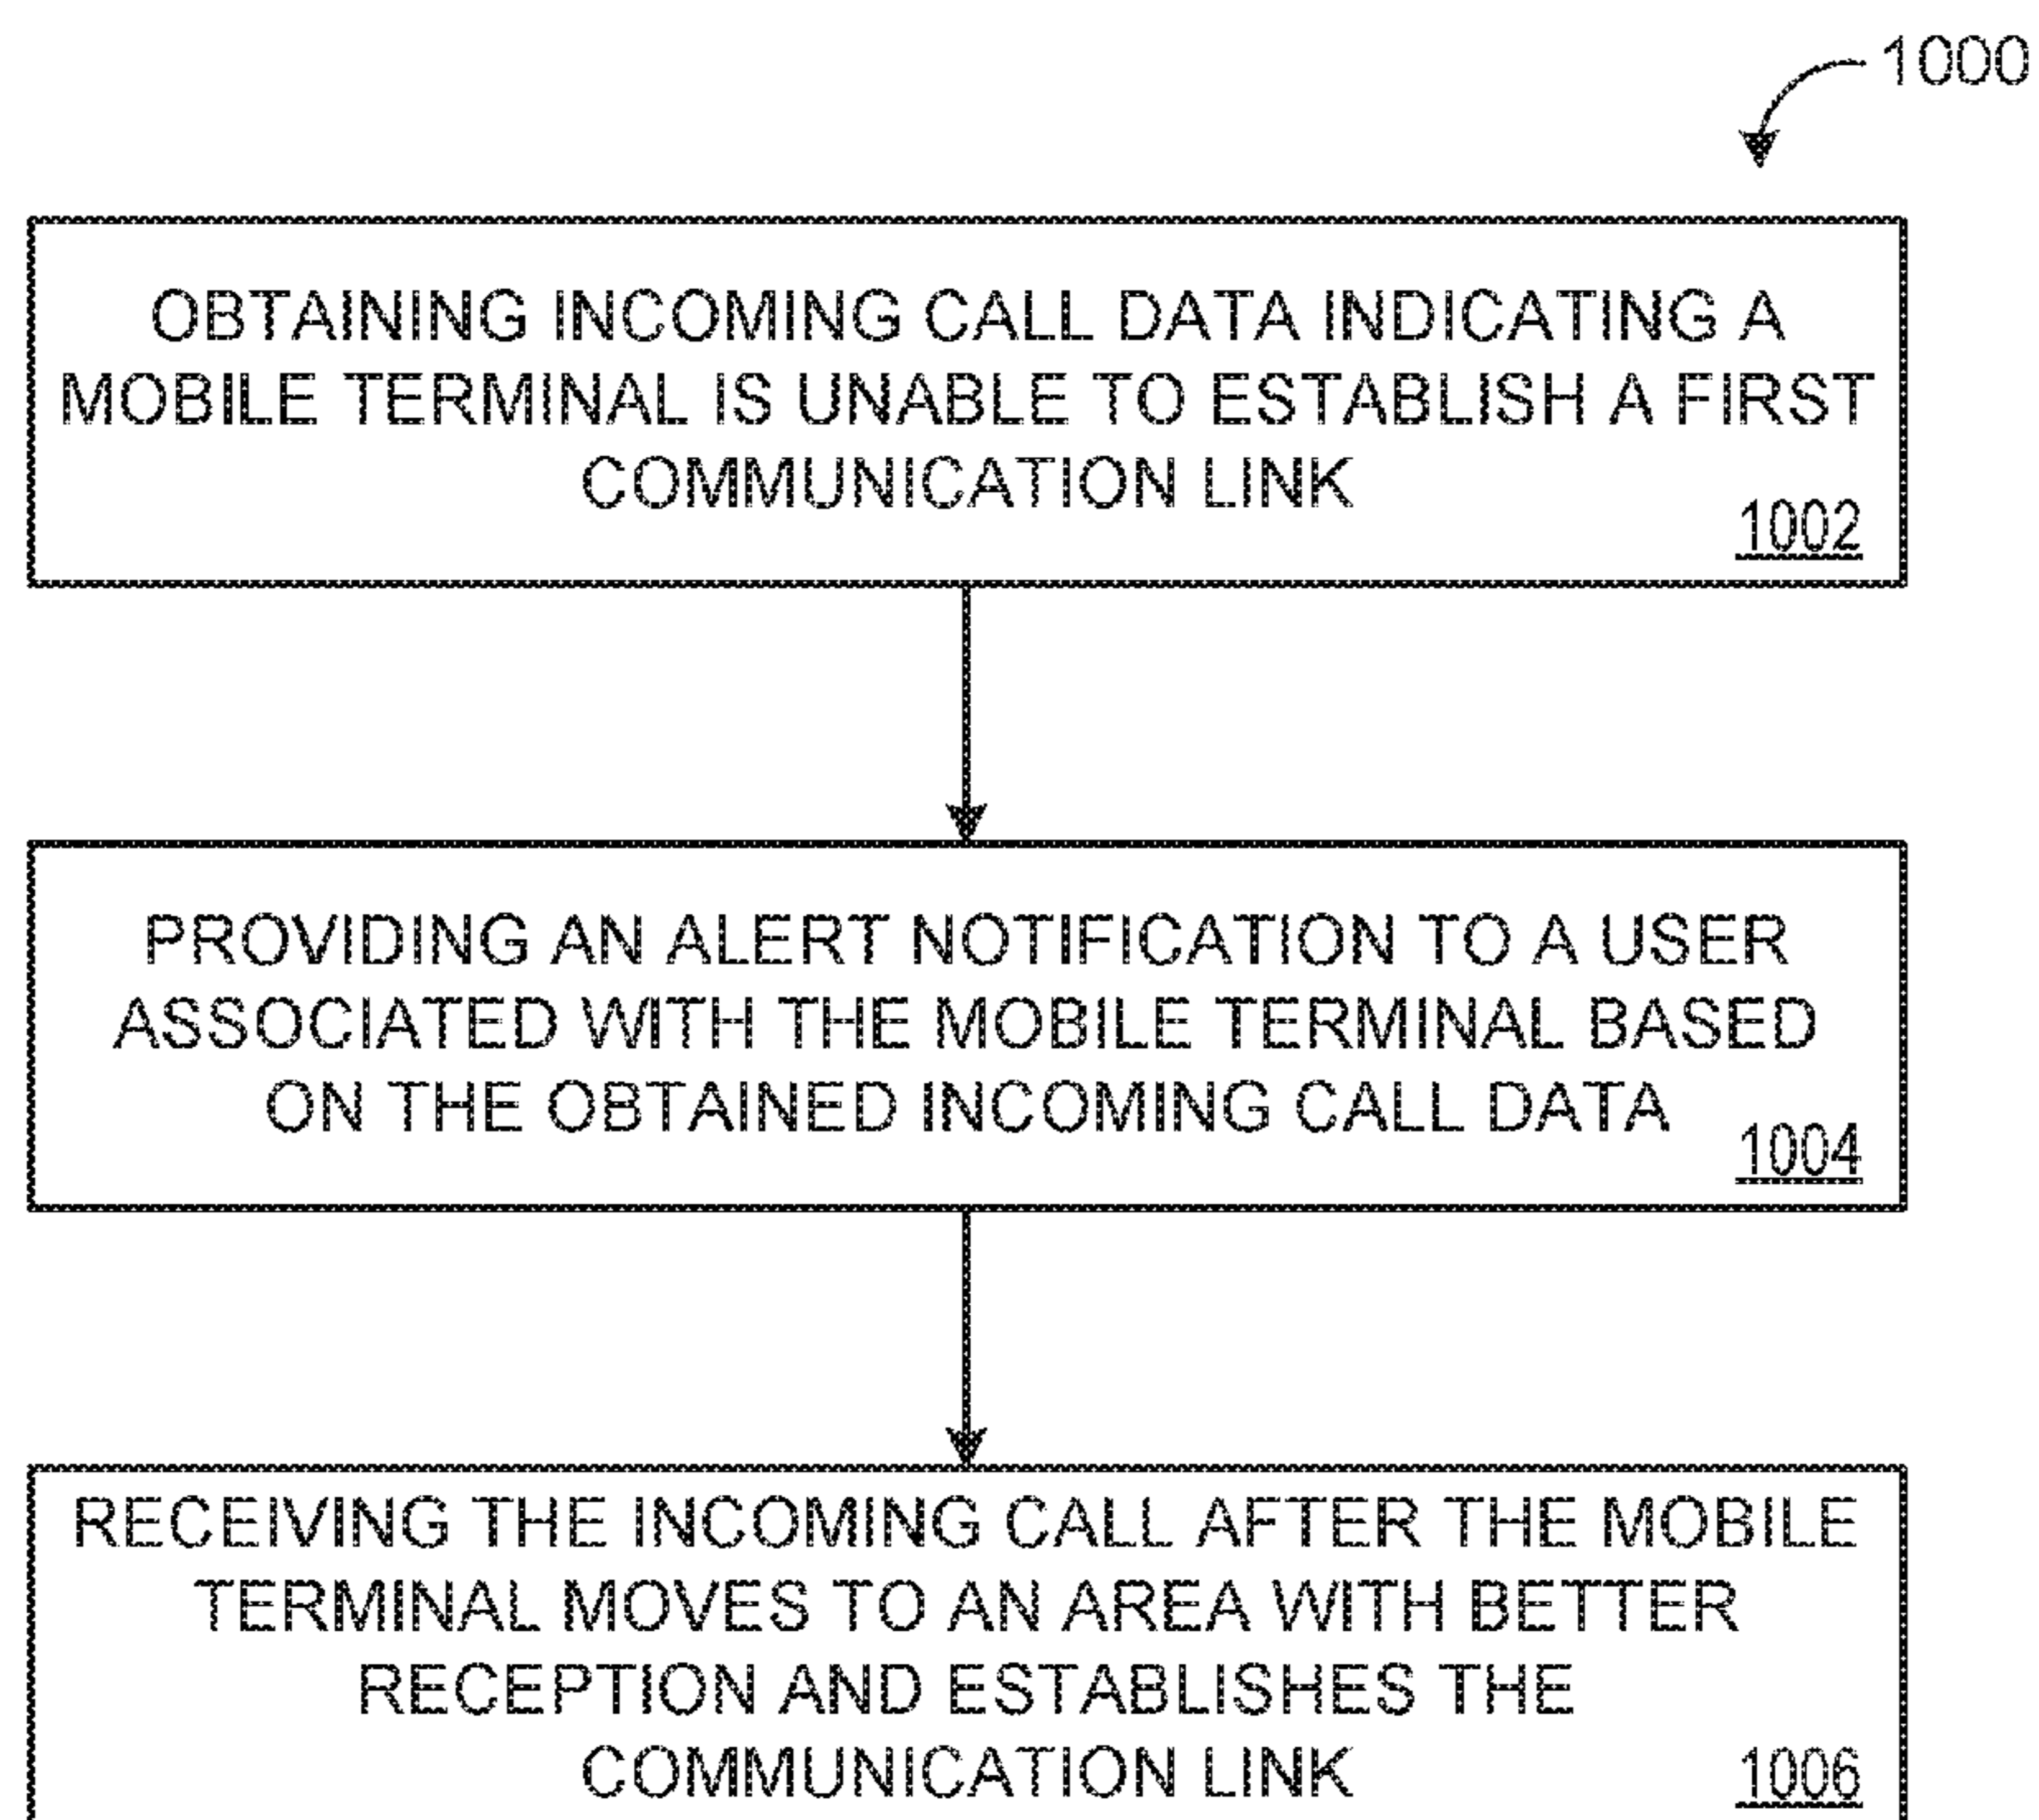 1000
OBTAINING INCOMING CALL DATA INDICATING A
MOBILE TERMINAL IS UNABLE TO ESTABLISH A FIRST
COMMUNICATION LINK
1002
PROVIDING AN ALERT NOTIFICATION TO A USER
ASSOCIATED WITH THE MOBILE TERMINAL BASED
ON THE OBTAINED INCOMING CALL DATA
1004
RECEIVING THE INCOMING CALL AFTER THE MOBILE
TERMINAL MOVES TO AN AREA WITH BETTER
RECEPTION AND ESTABLISHES THE
COMMUNICATION LINK
1006